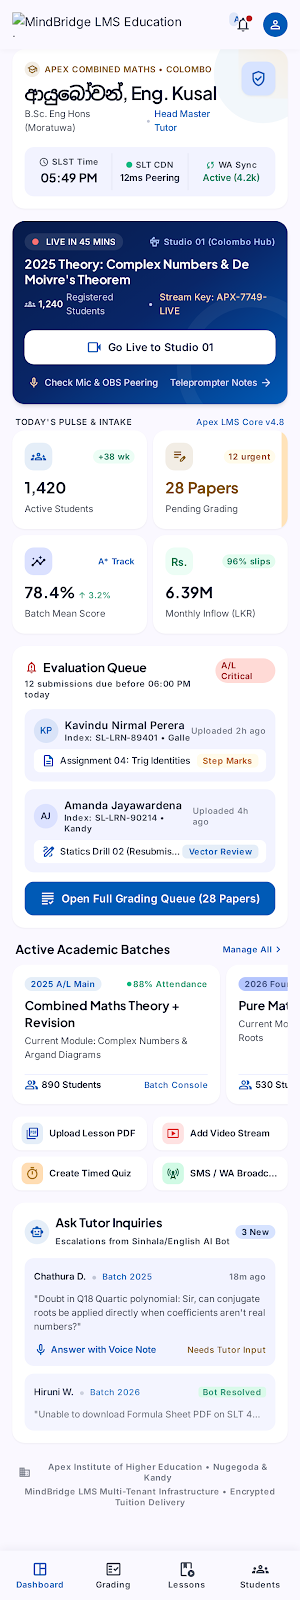 MindBridge LMS Education
APEX COMBINED MATHS • COLOMBO
ආයුබෝවන්, Eng. Kusal
B.Sc. Eng Hons (Moratuwa) • Head Master Tutor
SLST Time
05:49 PM
SLT CDN
12ms Peering
WA Sync
Active (4.2k)
LIVE IN 45 MINS
Studio 01 (Colombo Hub)
2025 Theory: Complex Numbers & De
Moivre's Theorem
1,240 Registered Students • Stream Key: APX-7749-LIVE
Go Live to Studio 01
Check Mic & OBS Peering
Teleprompter Notes →
TODAY'S PULSE & INTAKE
Apex LMS Core v4.8
+38 wk
1,420
Active Students
12 urgent
28 Papers
Pending Grading
A* Track
78.4% ↑ 3.2%
Batch Mean Score
Rs.
96% slips
6.39M
Monthly Inflow (LKR)
Evaluation Queue
A/L Critical
12 submissions due before 06:00 PM
today
KP
Kavindu Nirmal Perera
Uploaded 2h ago
Index: SL-LRN-89401 • Galle
Assignment 04: Trig Identities
Step Marks
AJ
Amanda Jayawardena
Uploaded 4h ago
Index: SL-LRN-90214 •
Kandy
Statics Drill 02 (Resubmis...
Vector Review
Open Full Grading Queue (28 Papers)
Active Academic Batches
Manage All >
2025 A/L Main
88% Attendance
Combined Maths Theory +
Revision
Current Module: Complex Numbers &
Argand Diagrams
890 Students
Batch Console
2026 Foun
Pure Mat
Current Mo
Roots
530 Stu
Upload Lesson PDF
Add Video Stream
Create Timed Quiz
SMS / WA Broadc...
Ask Tutor Inquiries
3 New
Escalations from Sinhala/English AI Bot
Chathura D. • Batch 2025
18m ago
"Doubt in Q18 Quartic polynomial: Sir, can conjugate
roots be applied directly when coefficients aren't real
numbers?"
Answer with Voice Note
Needs Tutor Input
Hiruni W. • Batch 2026
Bot Resolved
"Unable to download Formula Sheet PDF on SLT 4...
Apex Institute of Higher Education • Nugegoda &
Kandy
MindBridge LMS Multi-Tenant Infrastructure • Encrypted
Tuition Delivery
Dashboard
Grading
Lessons
Students